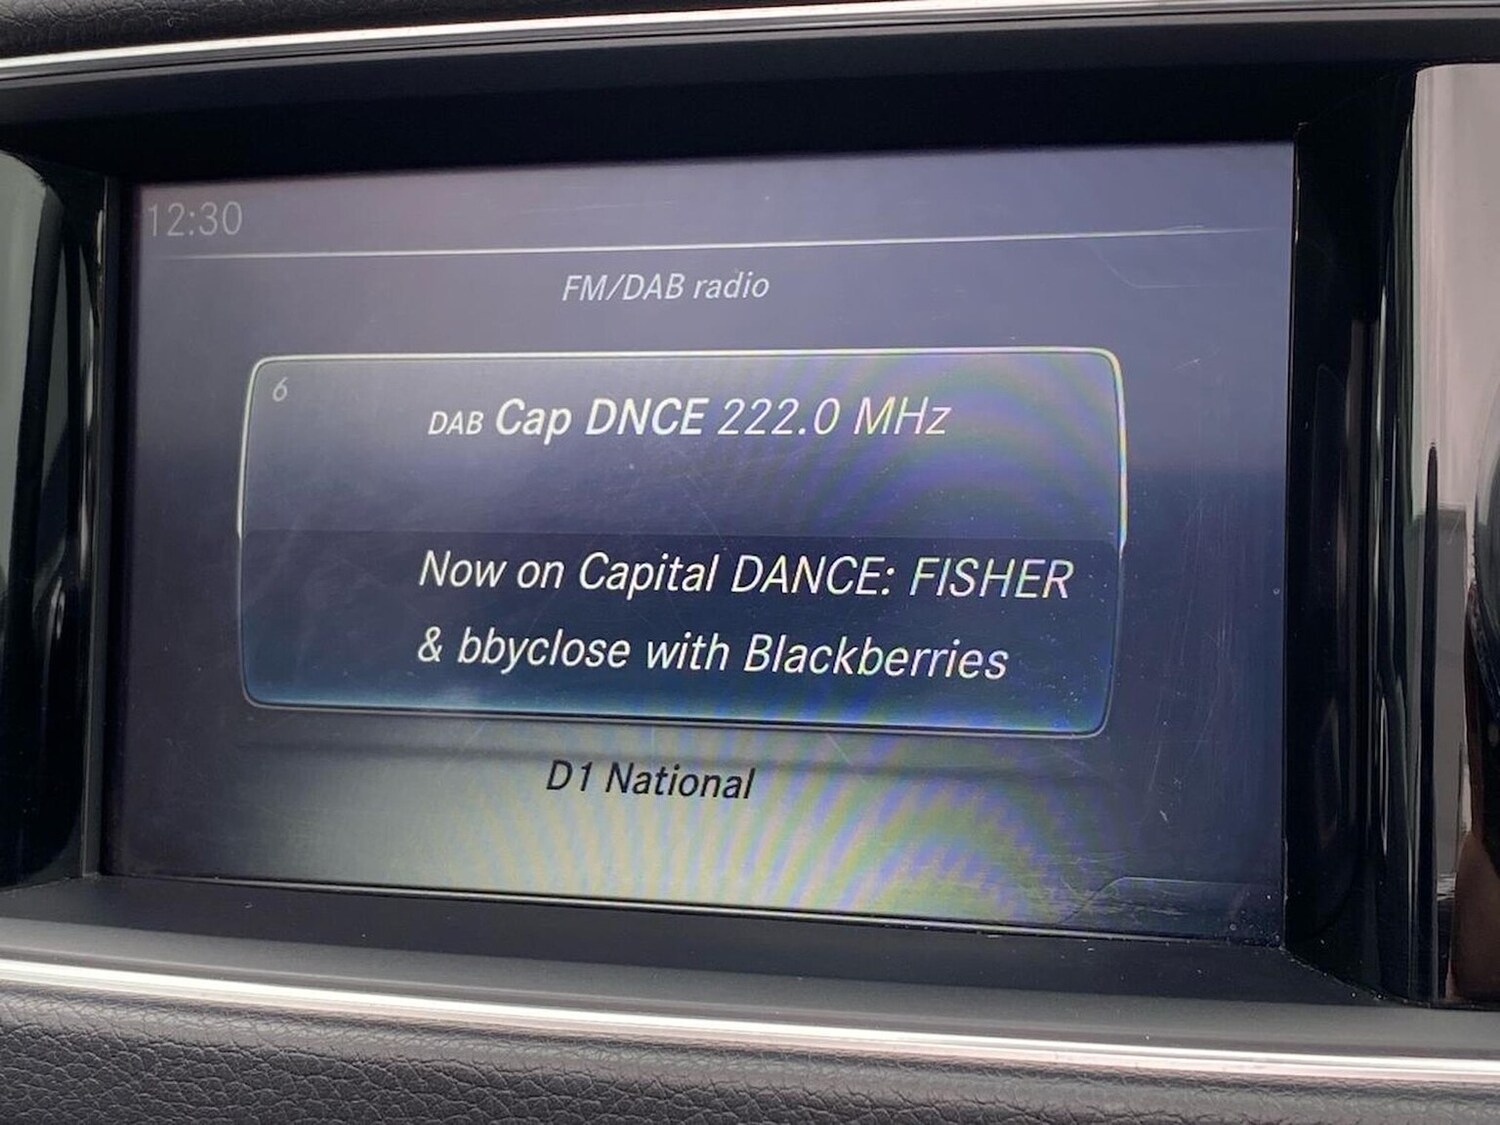 12:30
FM/DAB radio
6
DAB Cap DNCE 222.0 MHz
Now on Capital DANCE: FISHER
& bbyclose with Blackberries
D1 National